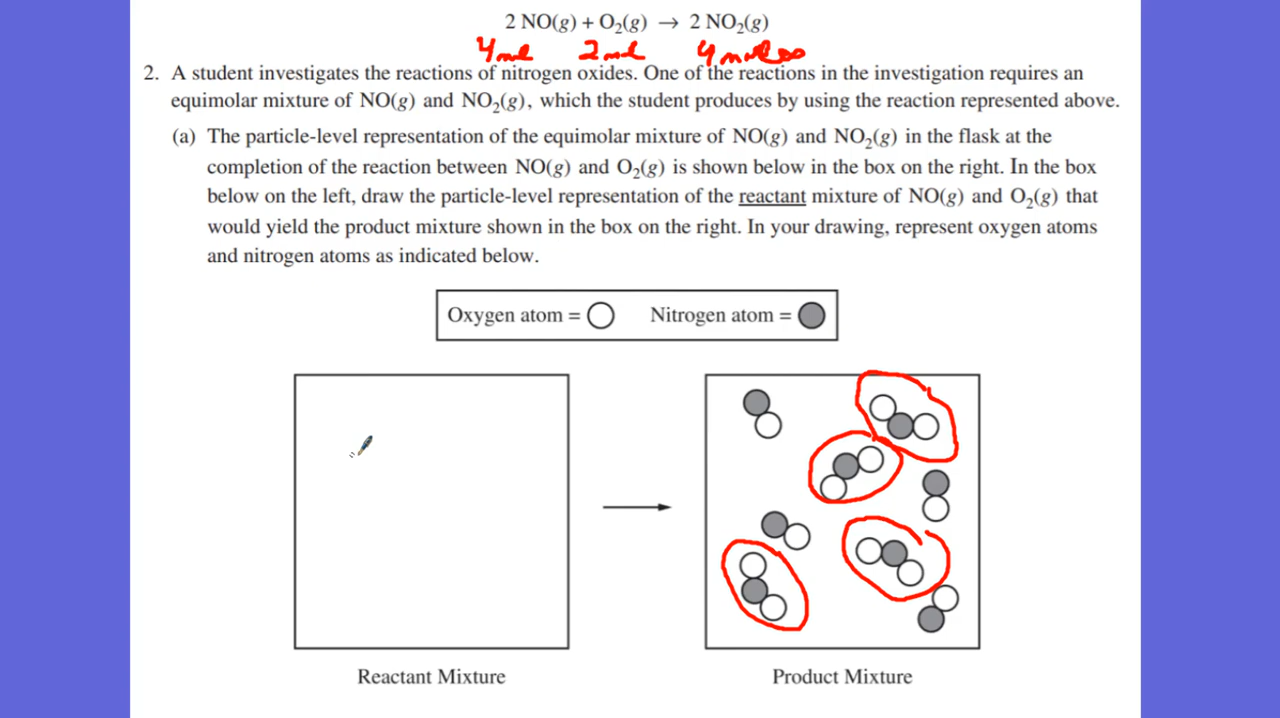 2 NO(g) + O₂(g) → 2 NO₂(g)
4 mol 2 mol 4 moles
2. A student investigates the reactions of nitrogen oxides. One of the reactions in the investigation requires an
equimolar mixture of NO(g) and NO₂(g), which the student produces by using the reaction represented above.
(a) The particle-level representation of the equimolar mixture of NO(g) and NO₂(g) in the flask at the
completion of the reaction between NO(g) and O₂(g) is shown below in the box on the right. In the box
below on the left, draw the particle-level representation of the reactant mixture of NO(g) and O₂(g) that
would yield the product mixture shown in the box on the right. In your drawing, represent oxygen atoms
and nitrogen atoms as indicated below.
Oxygen atom = Nitrogen atom =
Reactant Mixture Product Mixture